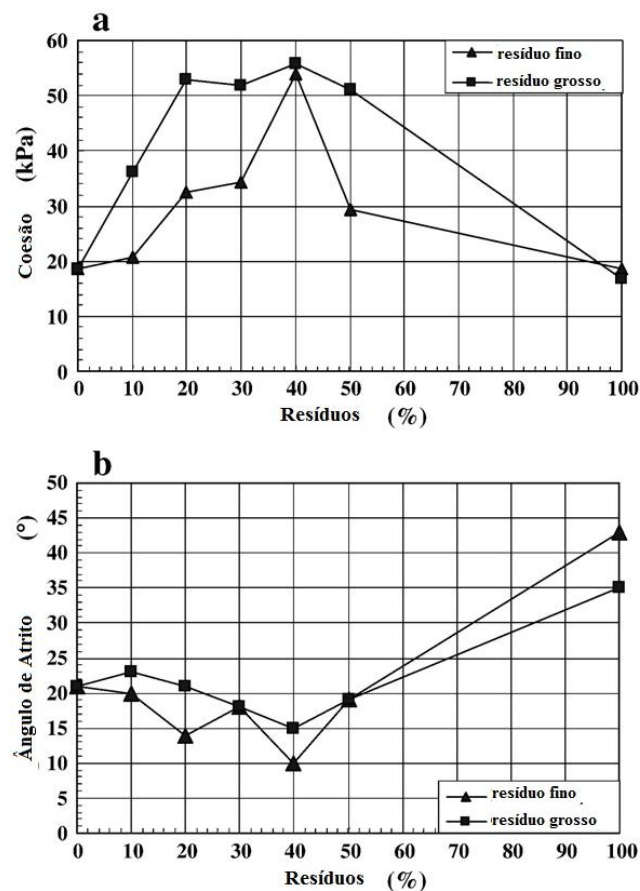 a
60
50
40
30
20
10
0
Coesão (kPa)
resíduo fino
resíduo grosso
0 10 20 30 40 50 60 70 80 90 100
Resíduos (%)
b
50
45
40
35
30
25
20
15
10
5
0
Ângulo de Atrito (°)
resíduo fino
resíduo grosso
0 10 20 30 40 50 60 70 80 90 100
Resíduos (%)